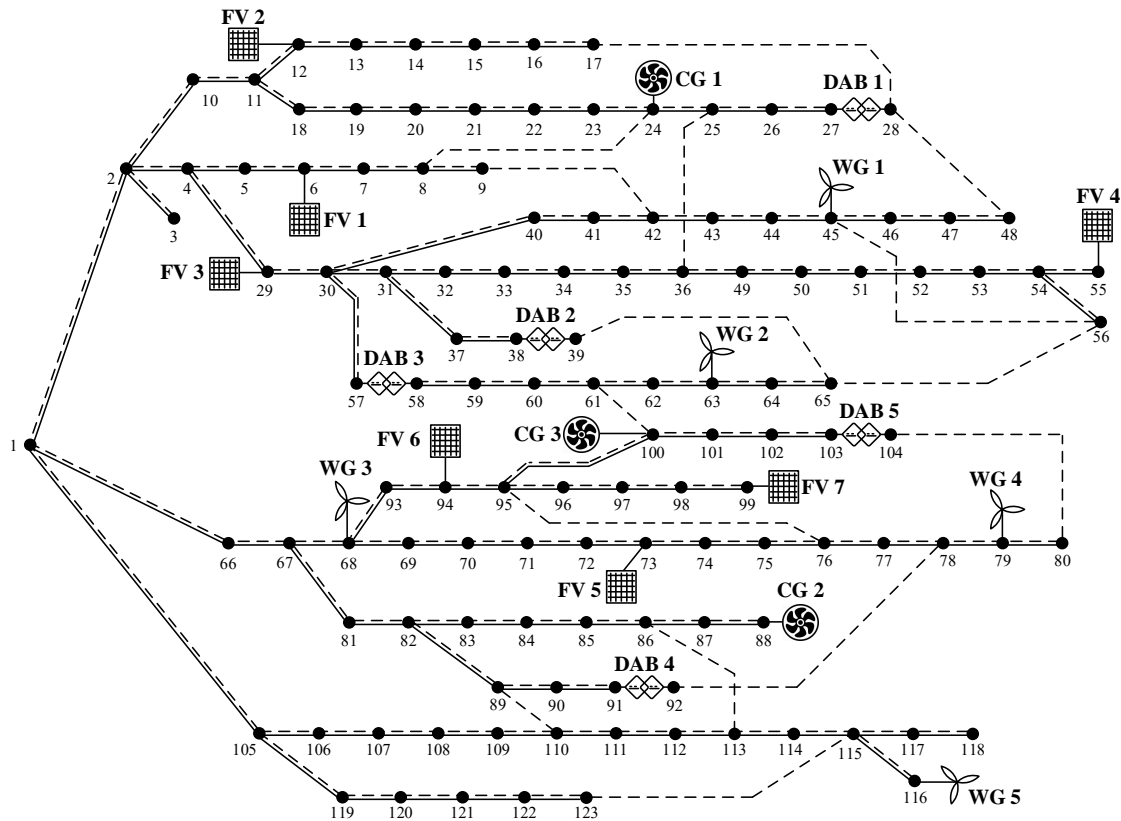 FV 2
12 13 14 15 16 17
CG 1
DAB 1
10 11
18 19 20 21 22 23 24 25 26 27 28
WG 1
2 4 5 6 7 8 9
FV 1
3
FV 4
40 41 42 43 44 45 46 47 48
FV 3
29 30 31 32 33 34 35 36 49 50 51 52 53 54 55
DAB 2
37 38 39
WG 2
56
DAB 3
57 58 59 60 61 62 63 64 65
DAB 5
FV 6
CG 3
100 101 102 103 104
1
WG 3
WG 4
93 94 95 96 97 98 99
FV 7
66 67 68 69 70 71 72 73 74 75 76 77 78 79 80
FV 5
CG 2
81 82 83 84 85 86 87 88
DAB 4
89 90 91 92
105 106 107 108 109 110 111 112 113 114 115 117 118
116
WG 5
119 120 121 122 123